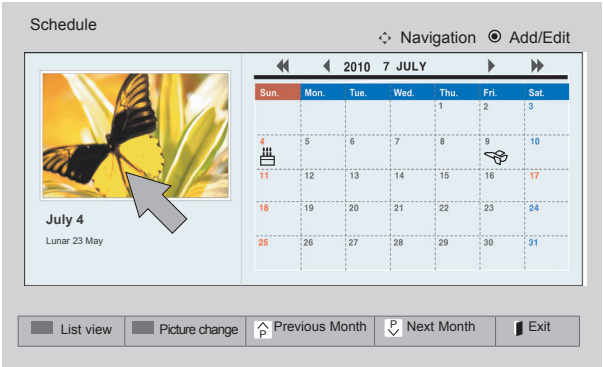 Schedule
Navigation Add/Edit
2010 7 JULY
Sun. Mon. Tue. Wed. Thu. Fri. Sat.
1 2 3
4 5 6 7 8 9 10
11 12 13 14 15 16 17
18 19 20 21 22 23 24
25 26 27 28 29 30 31
July 4
Lunar 23 May
List view Picture change P Previous Month P Next Month Exit